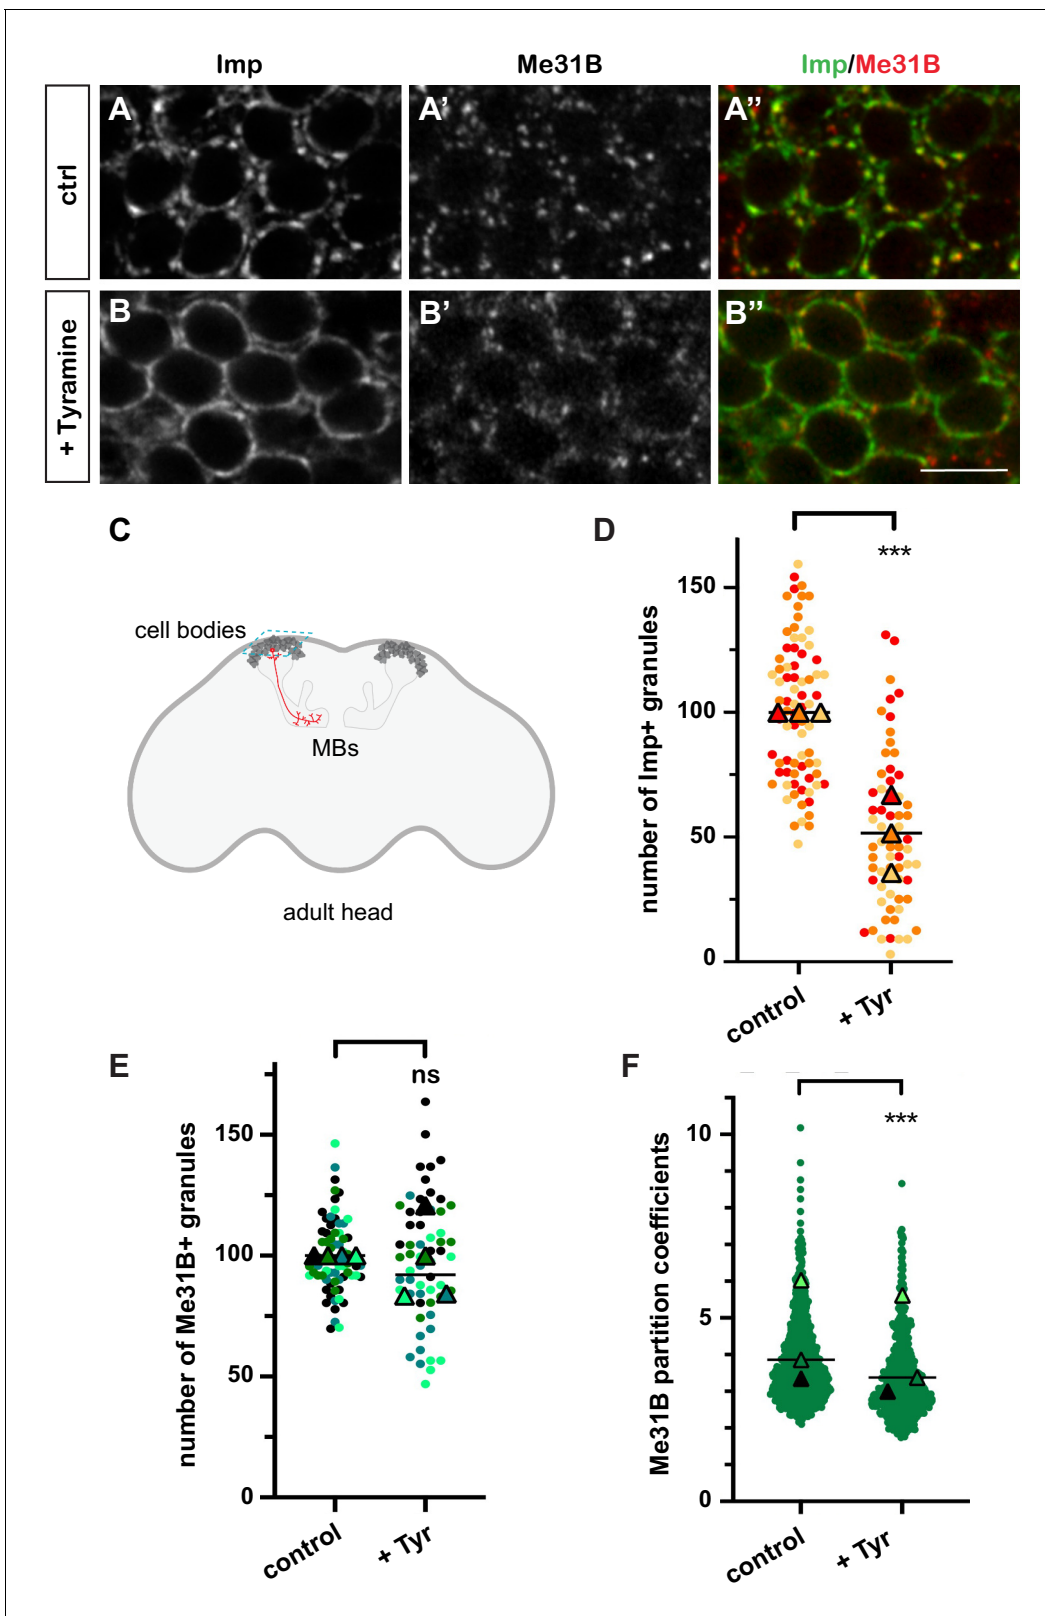 Imp
Me31B
Imp/Me31B
ctrl
A
A'
A''
+ Tyramine
B
B'
B''
C
cell bodies
MBs
adult head
D
***
number of Imp+ granules
150
100
50
0
control
+ Tyr
E
ns
number of Me31B+ granules
150
100
50
0
control
+ Tyr
F
***
Me31B partition coefficients
10
5
0
control
+ Tyr